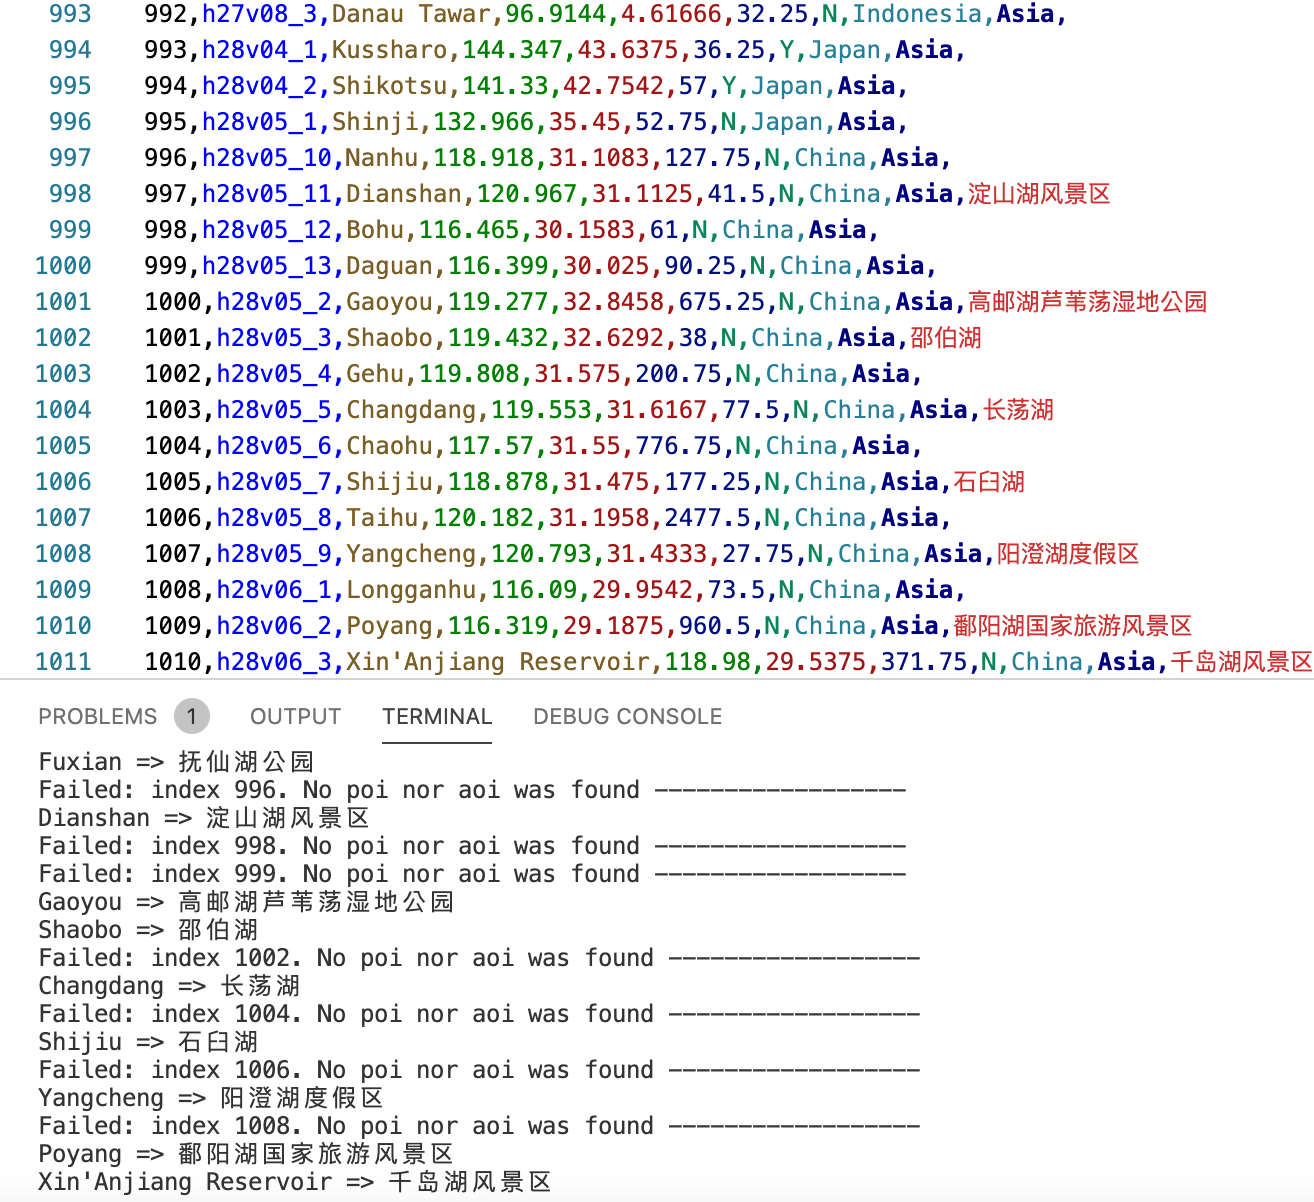 993 992,h27v08_3,Danau Tawar,96.9144,4.61666,32.25,N,Indonesia,Asia,
994 993,h28v04_1,Kussharo,144.347,43.6375,36.25,Y,Japan,Asia,
995 994,h28v04_2,Shikotsu,141.33,42.7542,57,Y,Japan,Asia,
996 995,h28v05_1,Shinji,132.966,35.45,52.75,N,Japan,Asia,
997 996,h28v05_10,Nanhu,118.918,31.1083,127.75,N,China,Asia,
998 997,h28v05_11,Dianshan,120.967,31.1125,41.5,N,China,Asia,淀山湖风景区
999 998,h28v05_12,Bohu,116.465,30.1583,61,N,China,Asia,
1000 999,h28v05_13,Daguan,116.399,30.025,90.25,N,China,Asia,
1001 1000,h28v05_2,Gaoyou,119.277,32.8458,675.25,N,China,Asia,高邮湖芦苇荡湿地公园
1002 1001,h28v05_3,Shaobo,119.432,32.6292,38,N,China,Asia,邵伯湖
1003 1002,h28v05_4,Gehu,119.808,31.575,200.75,N,China,Asia,
1004 1003,h28v05_5,Changdang,119.553,31.6167,77.5,N,China,Asia,长荡湖
1005 1004,h28v05_6,Chaohu,117.57,31.55,776.75,N,China,Asia,
1006 1005,h28v05_7,Shijiu,118.878,31.475,177.25,N,China,Asia,石臼湖
1007 1006,h28v05_8,Taihu,120.182,31.1958,2477.5,N,China,Asia,
1008 1007,h28v05_9,Yangcheng,120.793,31.4333,27.75,N,China,Asia,阳澄湖度假区
1009 1008,h28v06_1,Longganhu,116.09,29.9542,73.5,N,China,Asia,
1010 1009,h28v06_2,Poyang,116.319,29.1875,960.5,N,China,Asia,鄱阳湖国家旅游风景区
1011 1010,h28v06_3,Xin'Anjiang Reservoir,118.98,29.5375,371.75,N,China,Asia,千岛湖风景区
PROBLEMS 1 OUTPUT TERMINAL DEBUG CONSOLE
Fuxian => 抚仙湖公园
Failed: index 996. No poi nor aoi was found ------------------
Dianshan => 淀山湖风景区
Failed: index 998. No poi nor aoi was found ------------------
Failed: index 999. No poi nor aoi was found ------------------
Gaoyou => 高邮湖芦苇荡湿地公园
Shaobo => 邵伯湖
Failed: index 1002. No poi nor aoi was found ------------------
Changdang => 长荡湖
Failed: index 1004. No poi nor aoi was found ------------------
Shijiu => 石臼湖
Failed: index 1006. No poi nor aoi was found ------------------
Yangcheng => 阳澄湖度假区
Failed: index 1008. No poi nor aoi was found ------------------
Poyang => 鄱阳湖国家旅游风景区
Xin'Anjiang Reservoir => 千岛湖风景区